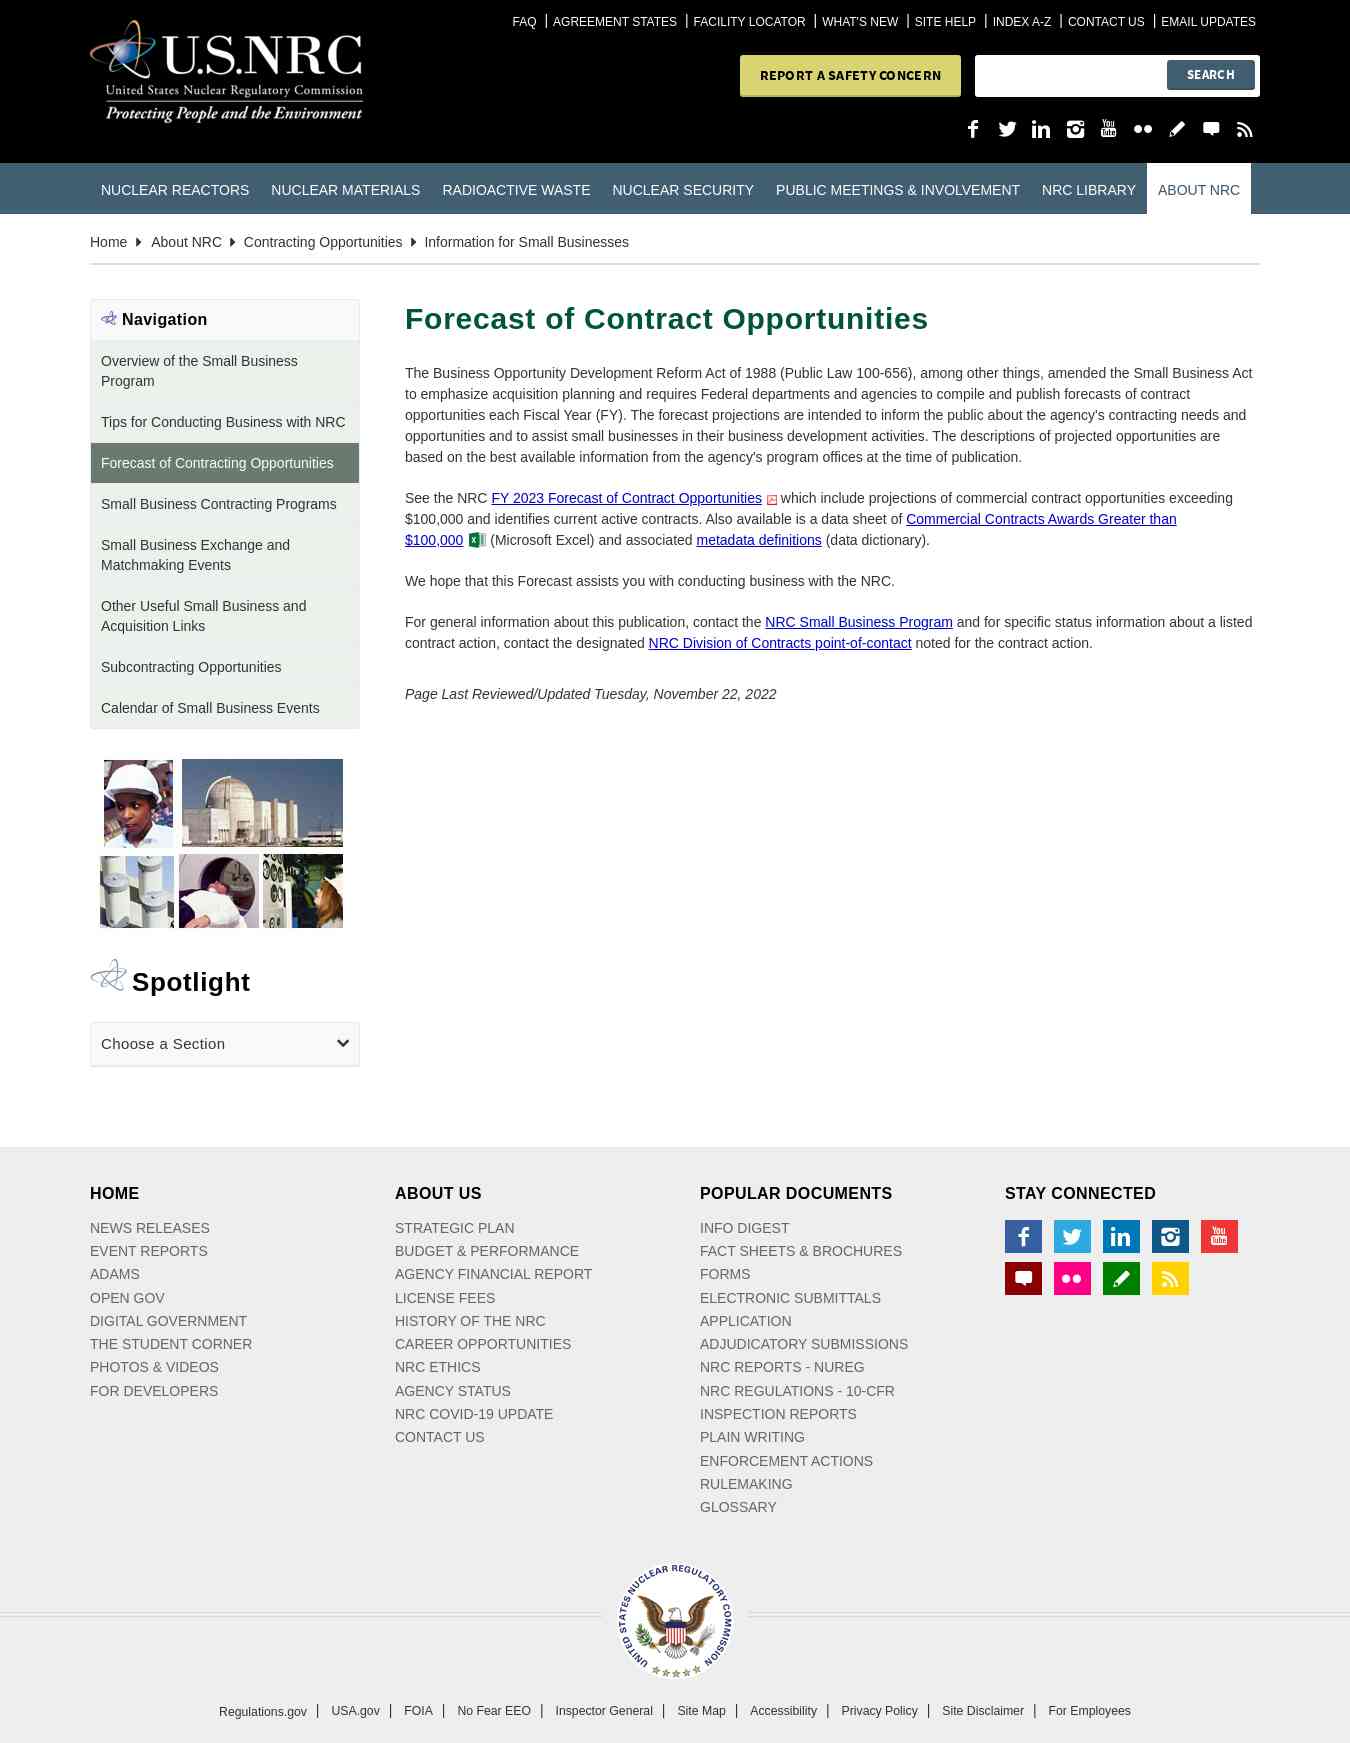 FAQ | AGREEMENT STATES | FACILITY LOCATOR | WHAT'S NEW | SITE HELP | INDEX A-Z | CONTACT US | EMAIL UPDATES
U.S.NRC
United States Nuclear Regulatory Commission
Protecting People and the Environment
REPORT A SAFETY CONCERN
SEARCH
NUCLEAR REACTORS NUCLEAR MATERIALS RADIOACTIVE WASTE NUCLEAR SECURITY PUBLIC MEETINGS & INVOLVEMENT NRC LIBRARY ABOUT NRC
Home About NRC Contracting Opportunities Information for Small Businesses
Navigation
Overview of the Small Business
Program
Tips for Conducting Business with NRC
Forecast of Contracting Opportunities
Small Business Contracting Programs
Small Business Exchange and
Matchmaking Events
Other Useful Small Business and
Acquisition Links
Subcontracting Opportunities
Calendar of Small Business Events
Spotlight
Choose a Section
Forecast of Contract Opportunities
The Business Opportunity Development Reform Act of 1988 (Public Law 100-656), among other things, amended the Small Business Act
to emphasize acquisition planning and requires Federal departments and agencies to compile and publish forecasts of contract
opportunities each Fiscal Year (FY). The forecast projections are intended to inform the public about the agency's contracting needs and
opportunities and to assist small businesses in their business development activities. The descriptions of projected opportunities are
based on the best available information from the agency's program offices at the time of publication.
See the NRC FY 2023 Forecast of Contract Opportunities which include projections of commercial contract opportunities exceeding
$100,000 and identifies current active contracts. Also available is a data sheet of Commercial Contracts Awards Greater than
$100,000 (Microsoft Excel) and associated metadata definitions (data dictionary).
We hope that this Forecast assists you with conducting business with the NRC.
For general information about this publication, contact the NRC Small Business Program and for specific status information about a listed
contract action, contact the designated NRC Division of Contracts point-of-contact noted for the contract action.
Page Last Reviewed/Updated Tuesday, November 22, 2022
HOME
NEWS RELEASES
EVENT REPORTS
ADAMS
OPEN GOV
DIGITAL GOVERNMENT
THE STUDENT CORNER
PHOTOS & VIDEOS
FOR DEVELOPERS
ABOUT US
STRATEGIC PLAN
BUDGET & PERFORMANCE
AGENCY FINANCIAL REPORT
LICENSE FEES
HISTORY OF THE NRC
CAREER OPPORTUNITIES
NRC ETHICS
AGENCY STATUS
NRC COVID-19 UPDATE
CONTACT US
POPULAR DOCUMENTS
INFO DIGEST
FACT SHEETS & BROCHURES
FORMS
ELECTRONIC SUBMITTALS
APPLICATION
ADJUDICATORY SUBMISSIONS
NRC REPORTS - NUREG
NRC REGULATIONS - 10-CFR
INSPECTION REPORTS
PLAIN WRITING
ENFORCEMENT ACTIONS
RULEMAKING
GLOSSARY
STAY CONNECTED
You Tube
UNITED STATES NUCLEAR REGULATORY COMMISSION
Regulations.gov | USA.gov | FOIA | No Fear EEO | Inspector General | Site Map | Accessibility | Privacy Policy | Site Disclaimer | For Employees